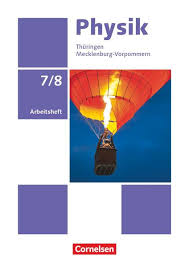 Physik
Thüringen
Mecklenburg-Vorpommern
7/8
Arbeitsheft
Cornelsen